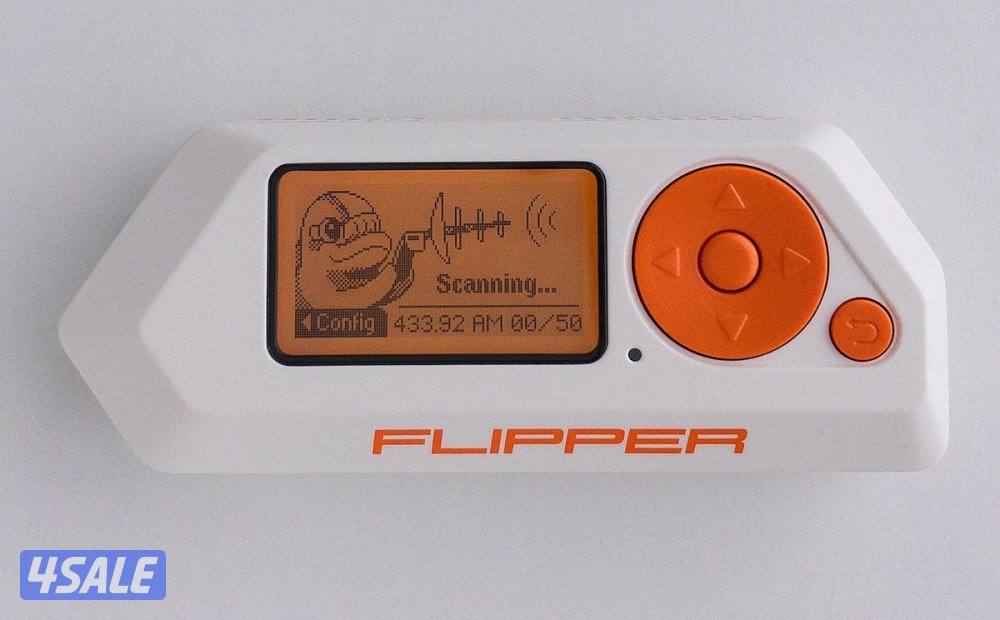 Scanning...
Config 433.92 AM 00/50
FLIPPER
4SALE